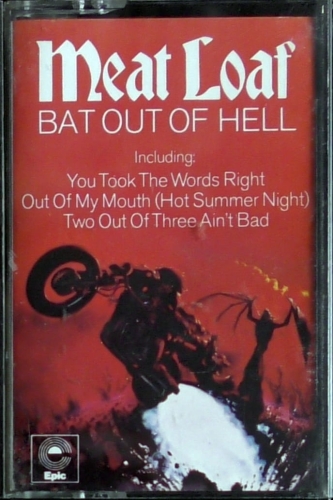 Meat Loaf
BAT OUT OF HELL
Including:
You Took The Words Right
Out Of My Mouth (Hot Summer Night)
Two Out Of Three Ain't Bad
Epic